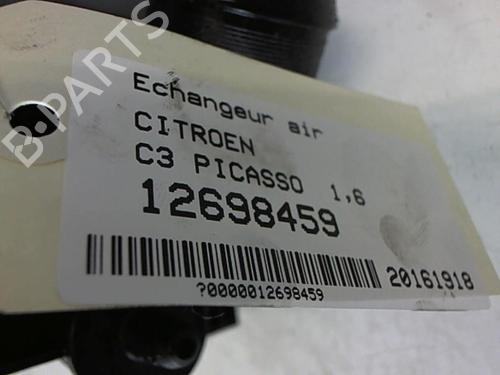 B-PARTS
Echangeur air
CITROEN
C3 PICASSO 1,6
12698459
20161918
?0000012698459